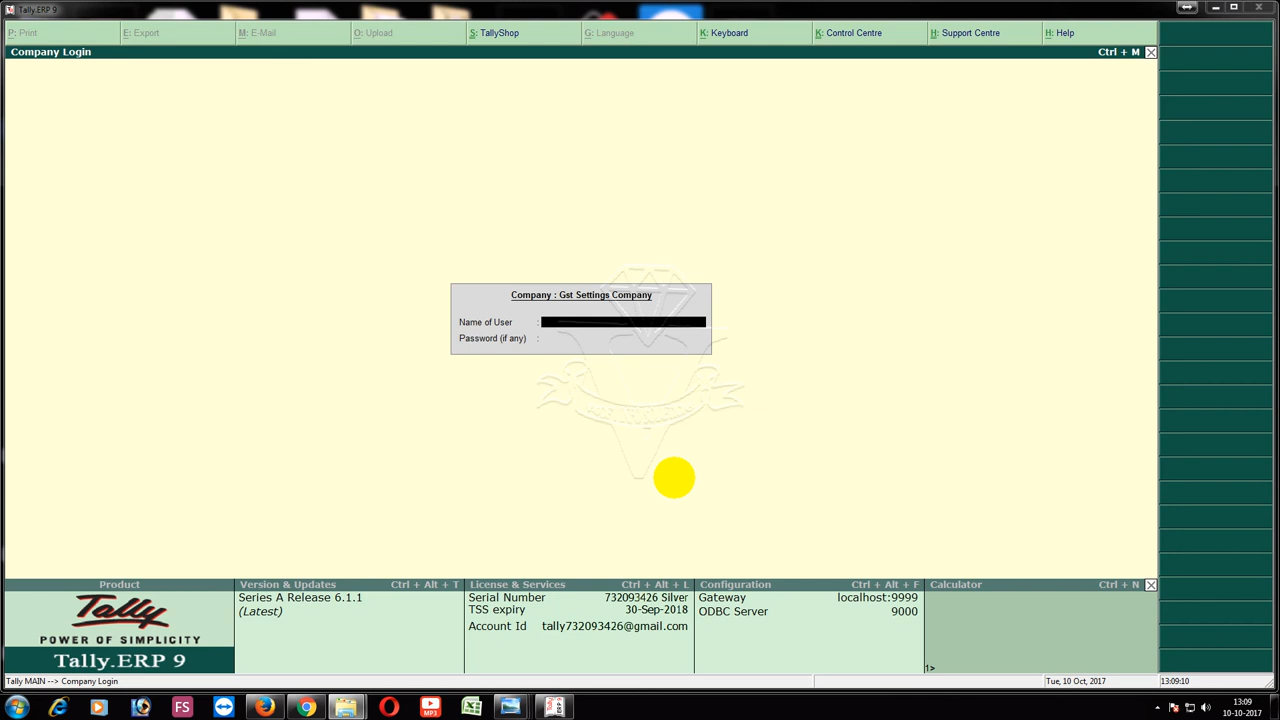 Tally.ERP 9
P: Print
E: Export
M: E-Mail
O: Upload
S: TallyShop
G: Language
K: Keyboard
K: Control Centre
H: Support Centre
H: Help
Company Login
Ctrl + M
Company : Gst Settings Company
Name of User :
Password (if any) :
Product
Version & Updates Ctrl + Alt + T
License & Services Ctrl + Alt + L
Configuration Ctrl + Alt + F
Calculator Ctrl + N
Tally
POWER OF SIMPLICITY
Tally.ERP 9
Series A Release 6.1.1
(Latest)
Serial Number 732093426 Silver
TSS expiry 30-Sep-2018
Account Id tally732093426@gmail.com
Gateway localhost:9999
ODBC Server 9000
1>
Tally MAIN --> Company Login
Tue, 10 Oct, 2017
13:09:10
FS
MP3
13:09
10-10-2017